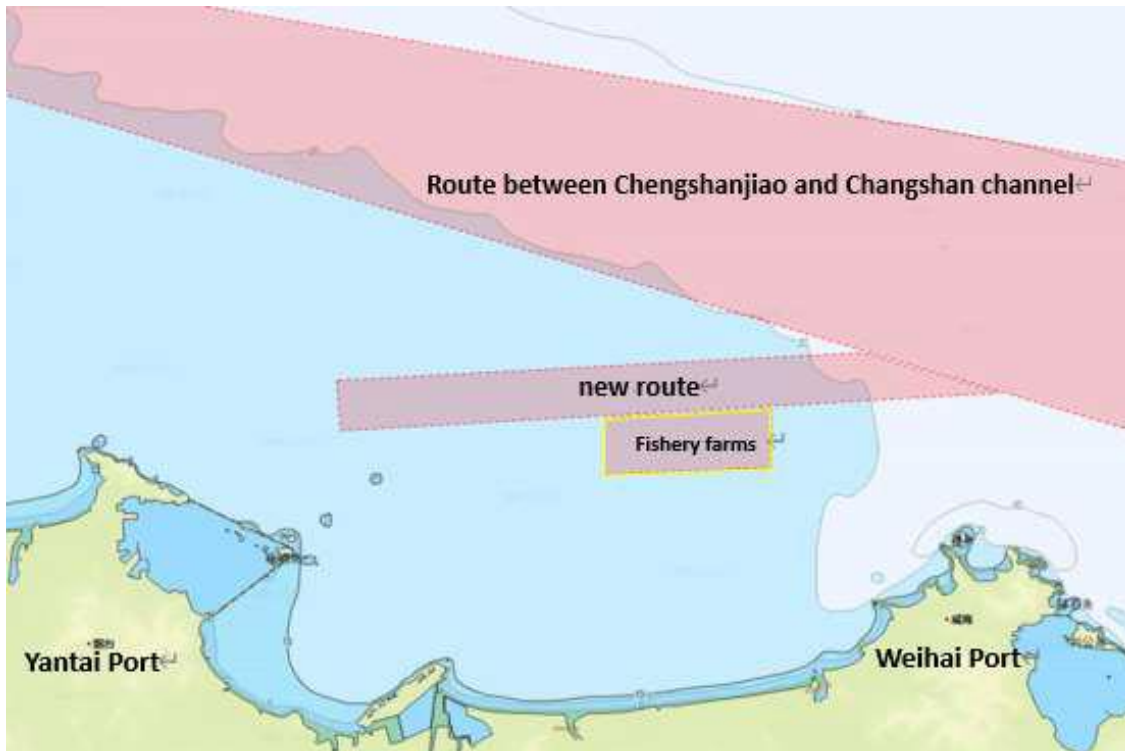 Route between Chengshanjiao and Changshan channel↵
new route↵
Fishery farms ↵
Yantai Port↵
Weihai Port↵